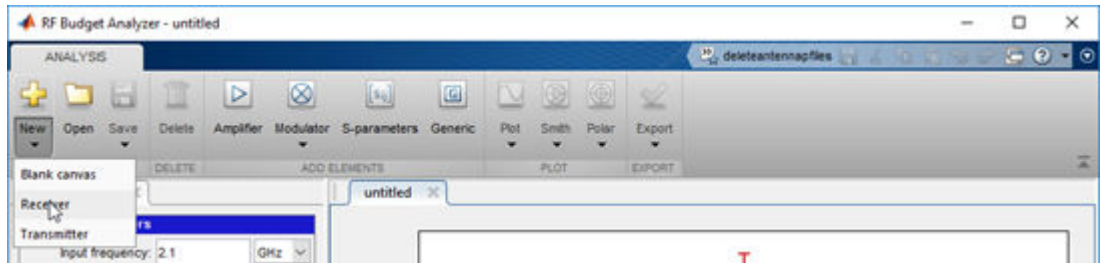 RF Budget Analyzer - untitled
ANALYSIS
deleteantennapfiles
New Open Save Delete Amplifier Modulator S-parameters Generic Plot Smith Polar Export
DELETE ADD ELEMENTS PLOT EXPORT
Blank canvas
Receiver
Transmitter
untitled
rs
Input frequency: 2.1 GHz